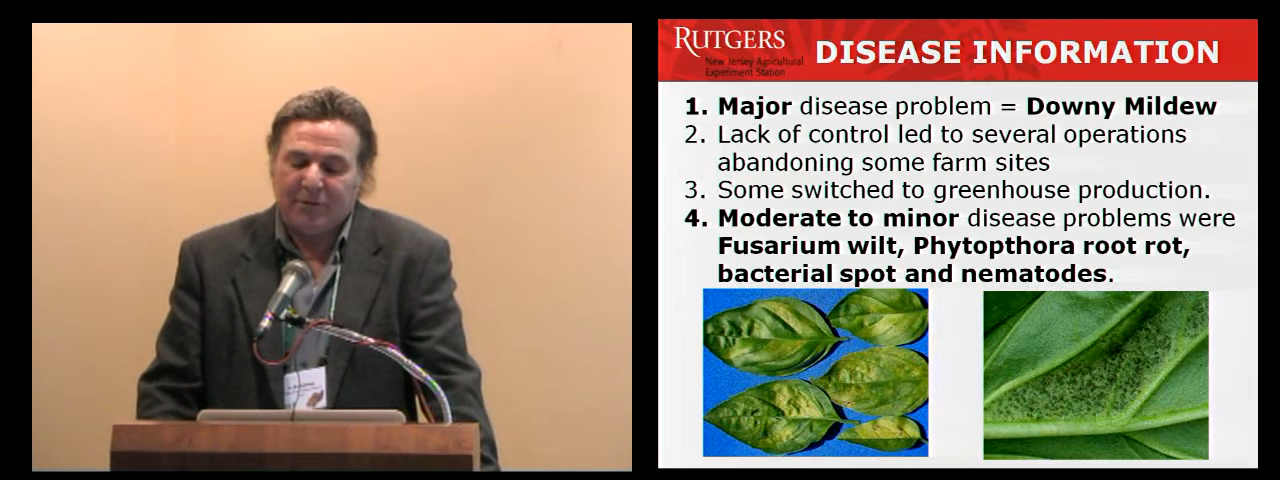 RUTGERS
New Jersey Agricultural
Experiment Station
DISEASE INFORMATION
1. Major disease problem = Downy Mildew
2. Lack of control led to several operations
abandoning some farm sites
3. Some switched to greenhouse production.
4. Moderate to minor disease problems were
Fusarium wilt, Phytopthora root rot,
bacterial spot and nematodes.